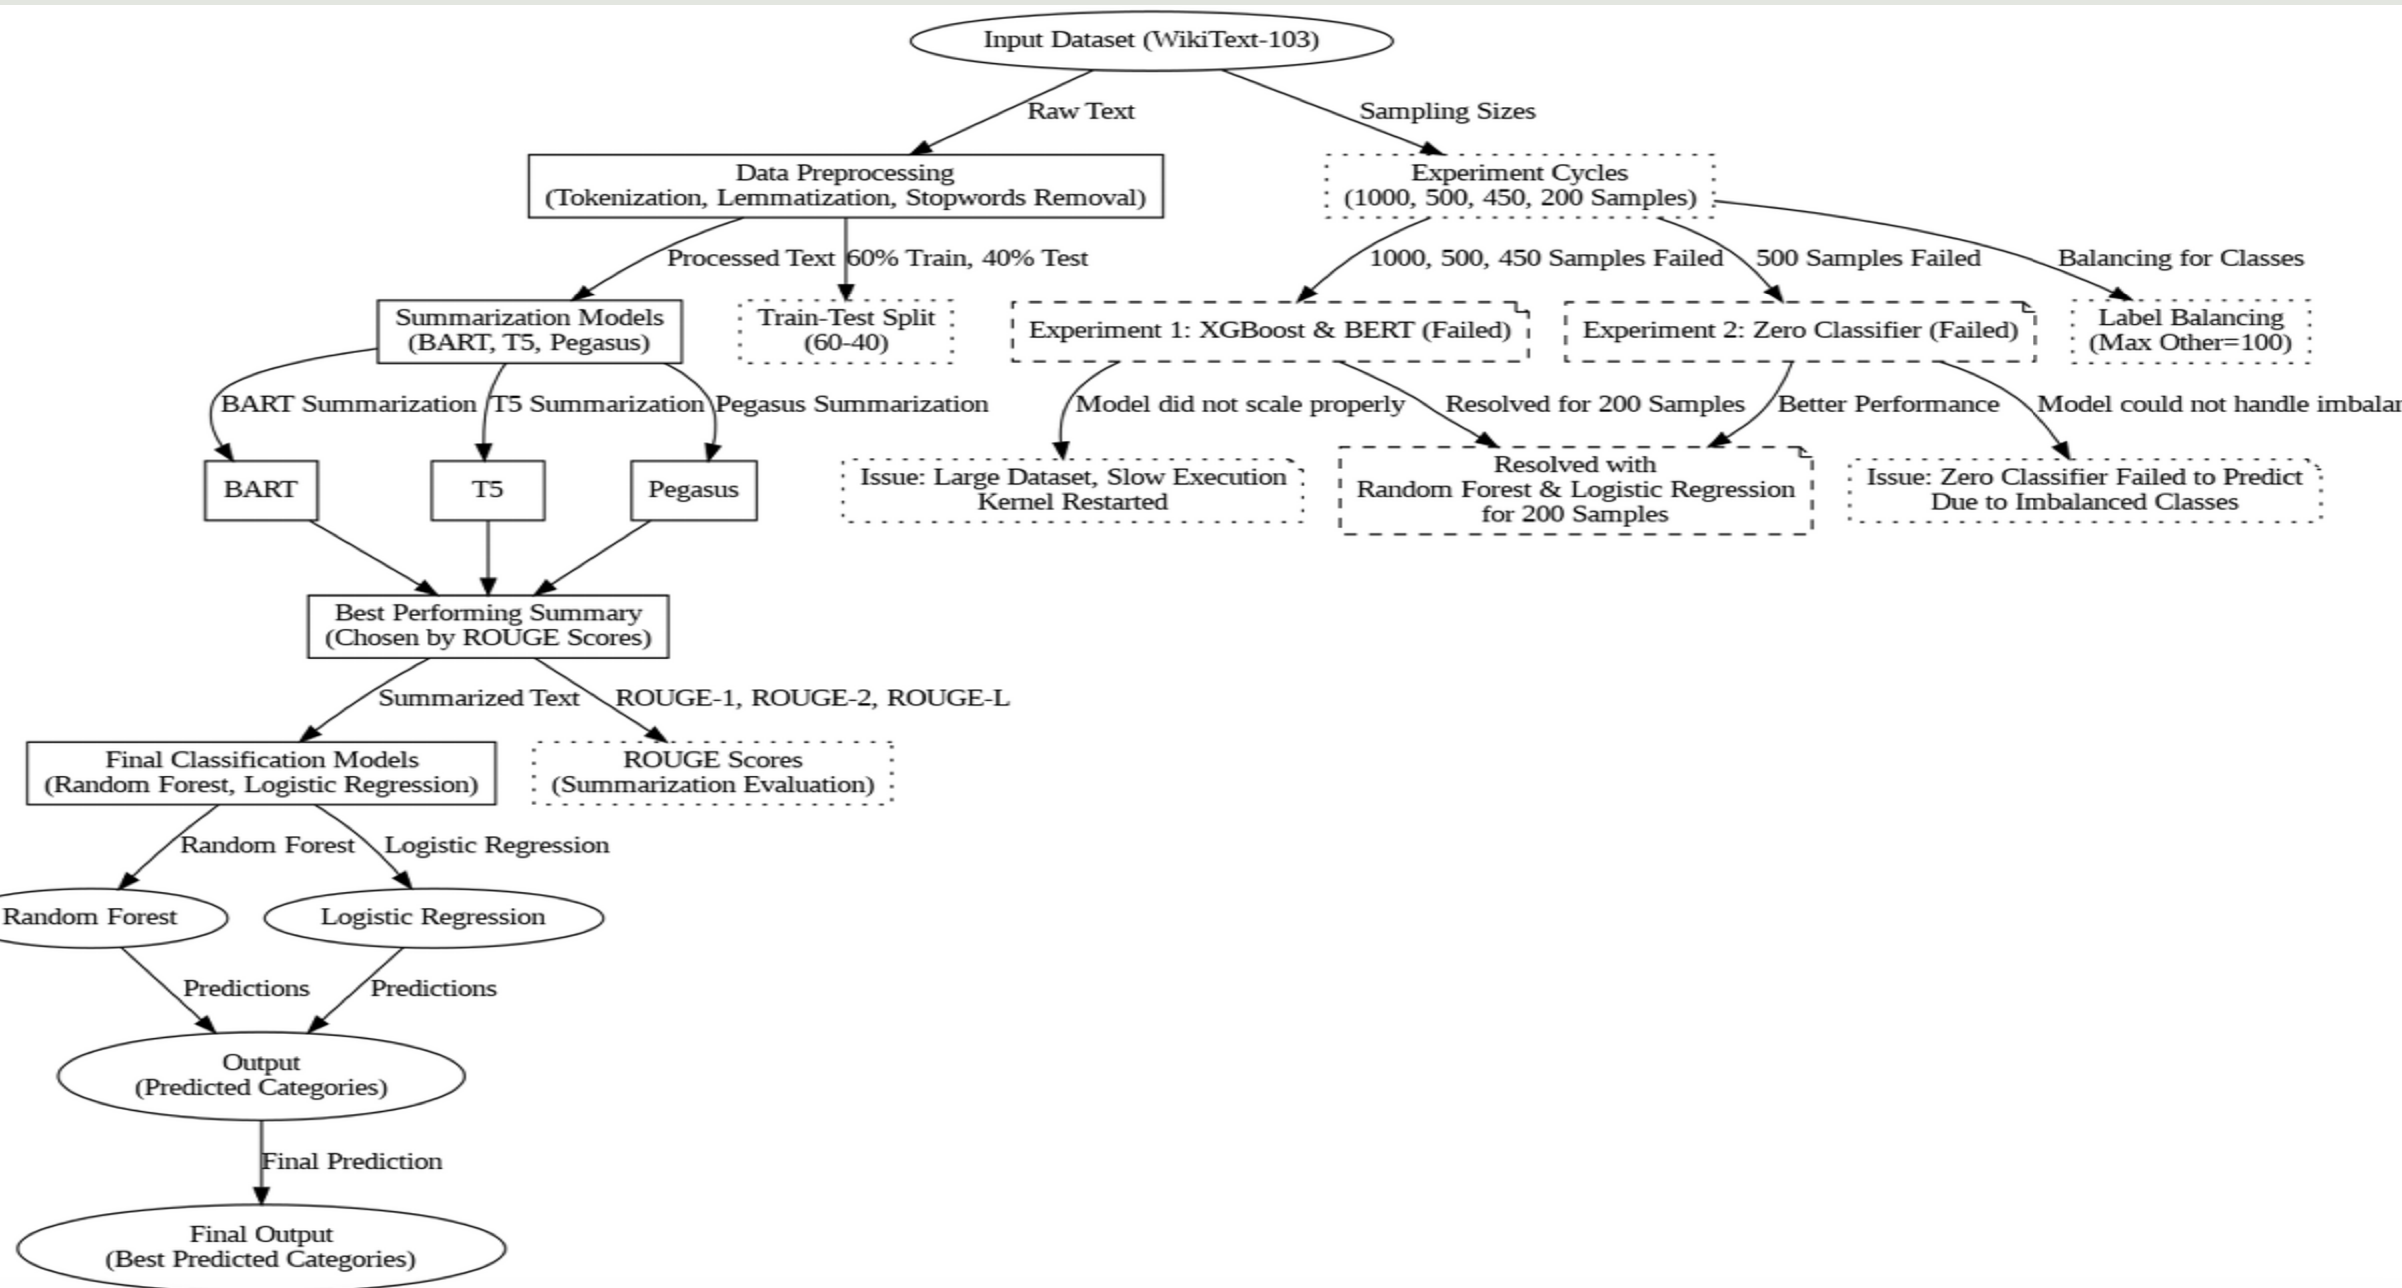 Input Dataset (WikiText-103)
Raw Text
Sampling Sizes
Data Preprocessing
(Tokenization, Lemmatization, Stopwords Removal)
Experiment Cycles
(1000, 500, 450, 200 Samples)
Processed Text
60% Train, 40% Test
1000, 500, 450 Samples Failed
500 Samples Failed
Balancing for Classes
Summarization Models
(BART, T5, Pegasus)
Train-Test Split
(60-40)
Experiment 1: XGBoost & BERT (Failed)
Experiment 2: Zero Classifier (Failed)
Label Balancing
(Max Other=100)
BART Summarization
T5 Summarization
Pegasus Summarization
Model did not scale properly
Resolved for 200 Samples
Better Performance
Model could not handle
BART
T5
Pegasus
Issue: Large Dataset, Slow Execution
Kernel Restarted
Resolved with
Random Forest & Logistic Regression
for 200 Samples
Issue: Zero Classifier Failed to Predict
Due to Imbalanced Classes
Best Performing Summary
(Chosen by ROUGE Scores)
Summarized Text
ROUGE-1, ROUGE-2, ROUGE-L
Final Classification Models
(Random Forest, Logistic Regression)
ROUGE Scores
(Summarization Evaluation)
Random Forest
Logistic Regression
Random Forest
Logistic Regression
Predictions
Predictions
Output
(Predicted Categories)
Final Prediction
Final Output
(Best Predicted Categories)